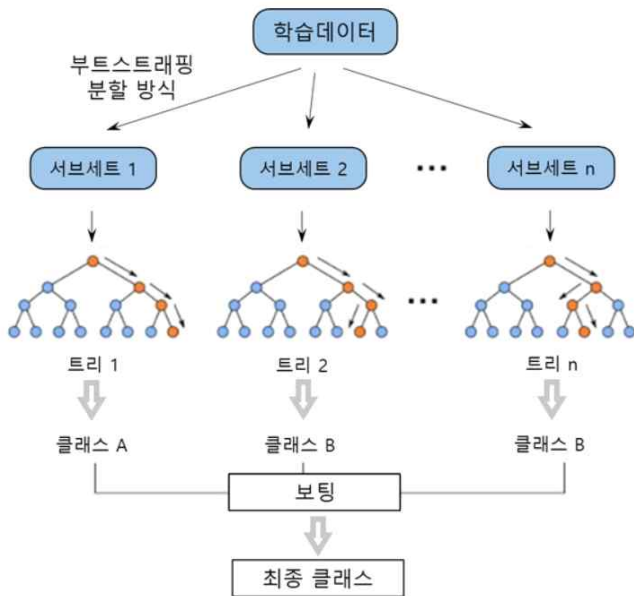 학습데이터
부트스트래핑
분할 방식
서브세트 1
서브세트 2
...
서브세트 n
...
트리 1
트리 2
트리 n
클래스 A
클래스 B
클래스 B
보팅
최종 클래스